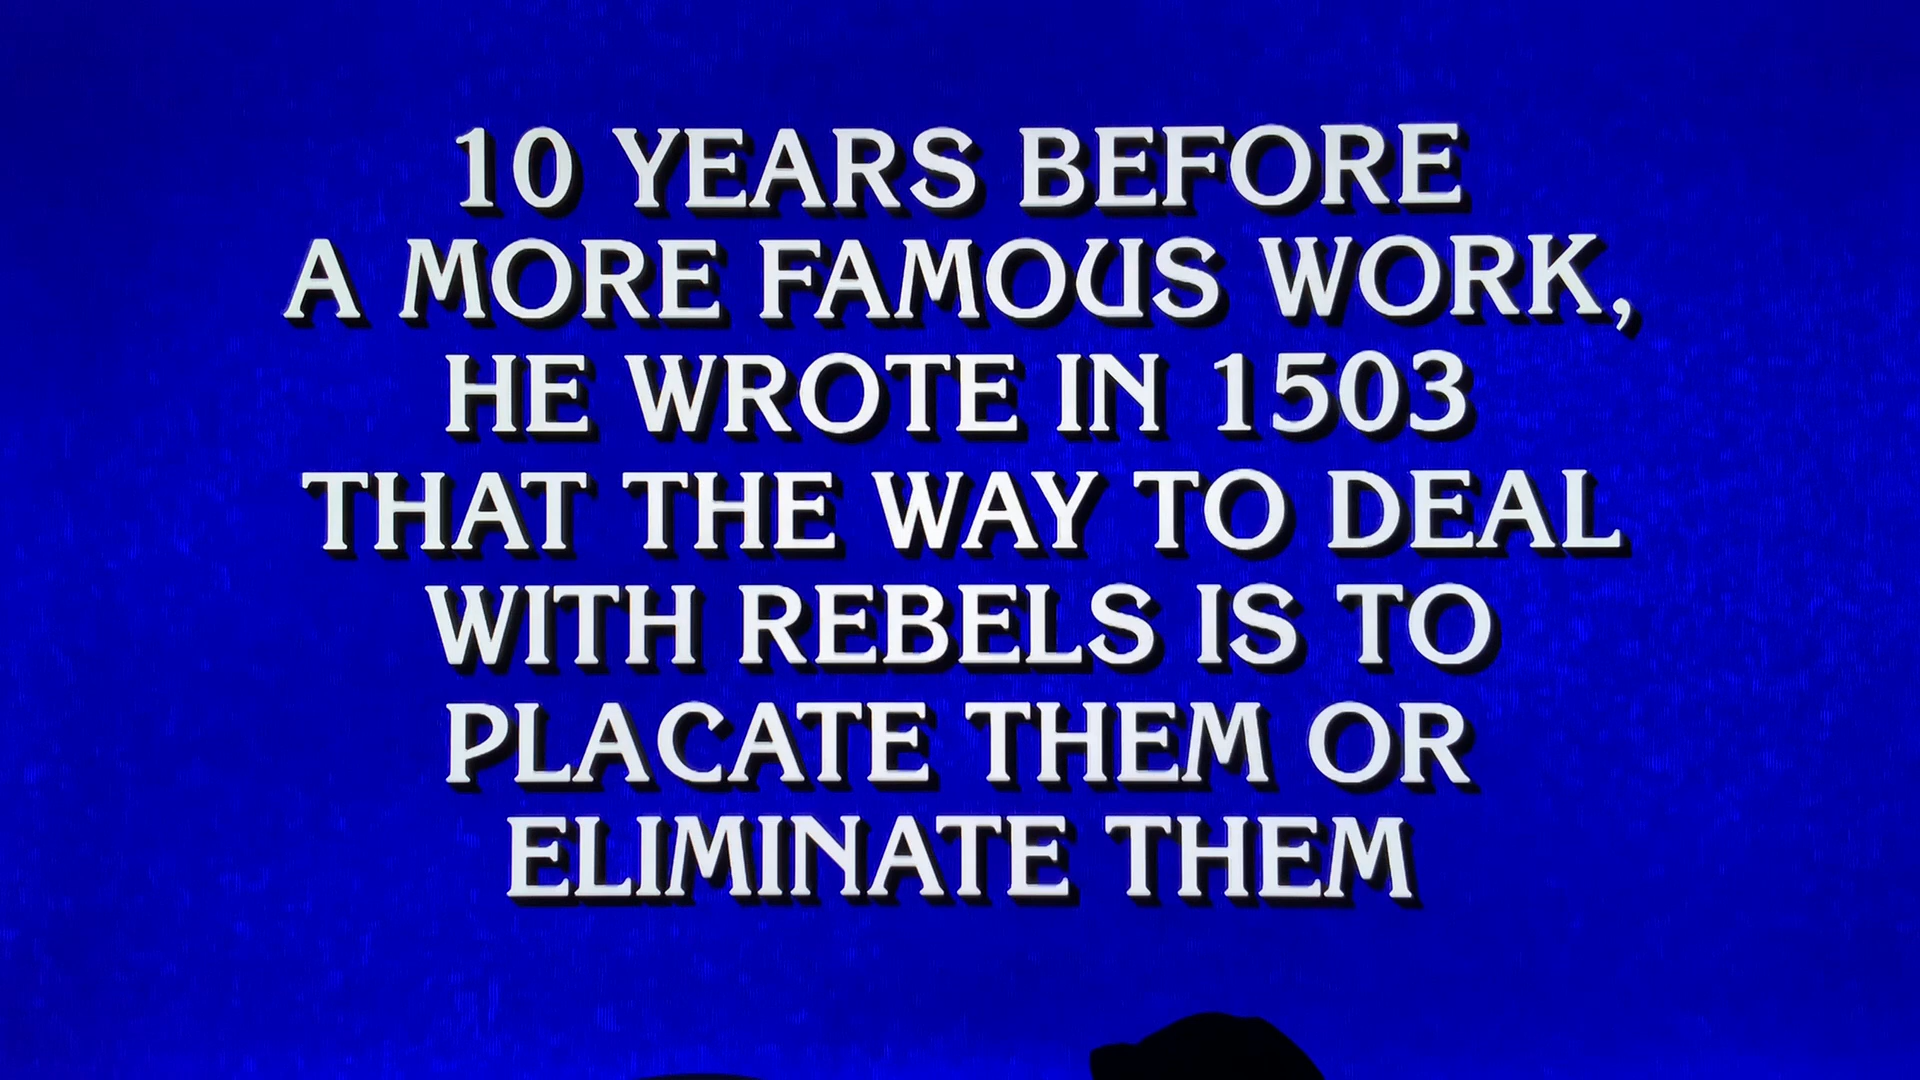 10 YEARS BEFORE
A MORE FAMOUS WORK,
HE WROTE IN 1503
THAT THE WAY TO DEAL
WITH REBELS IS TO
PLACATE THEM OR
ELIMINATE THEM